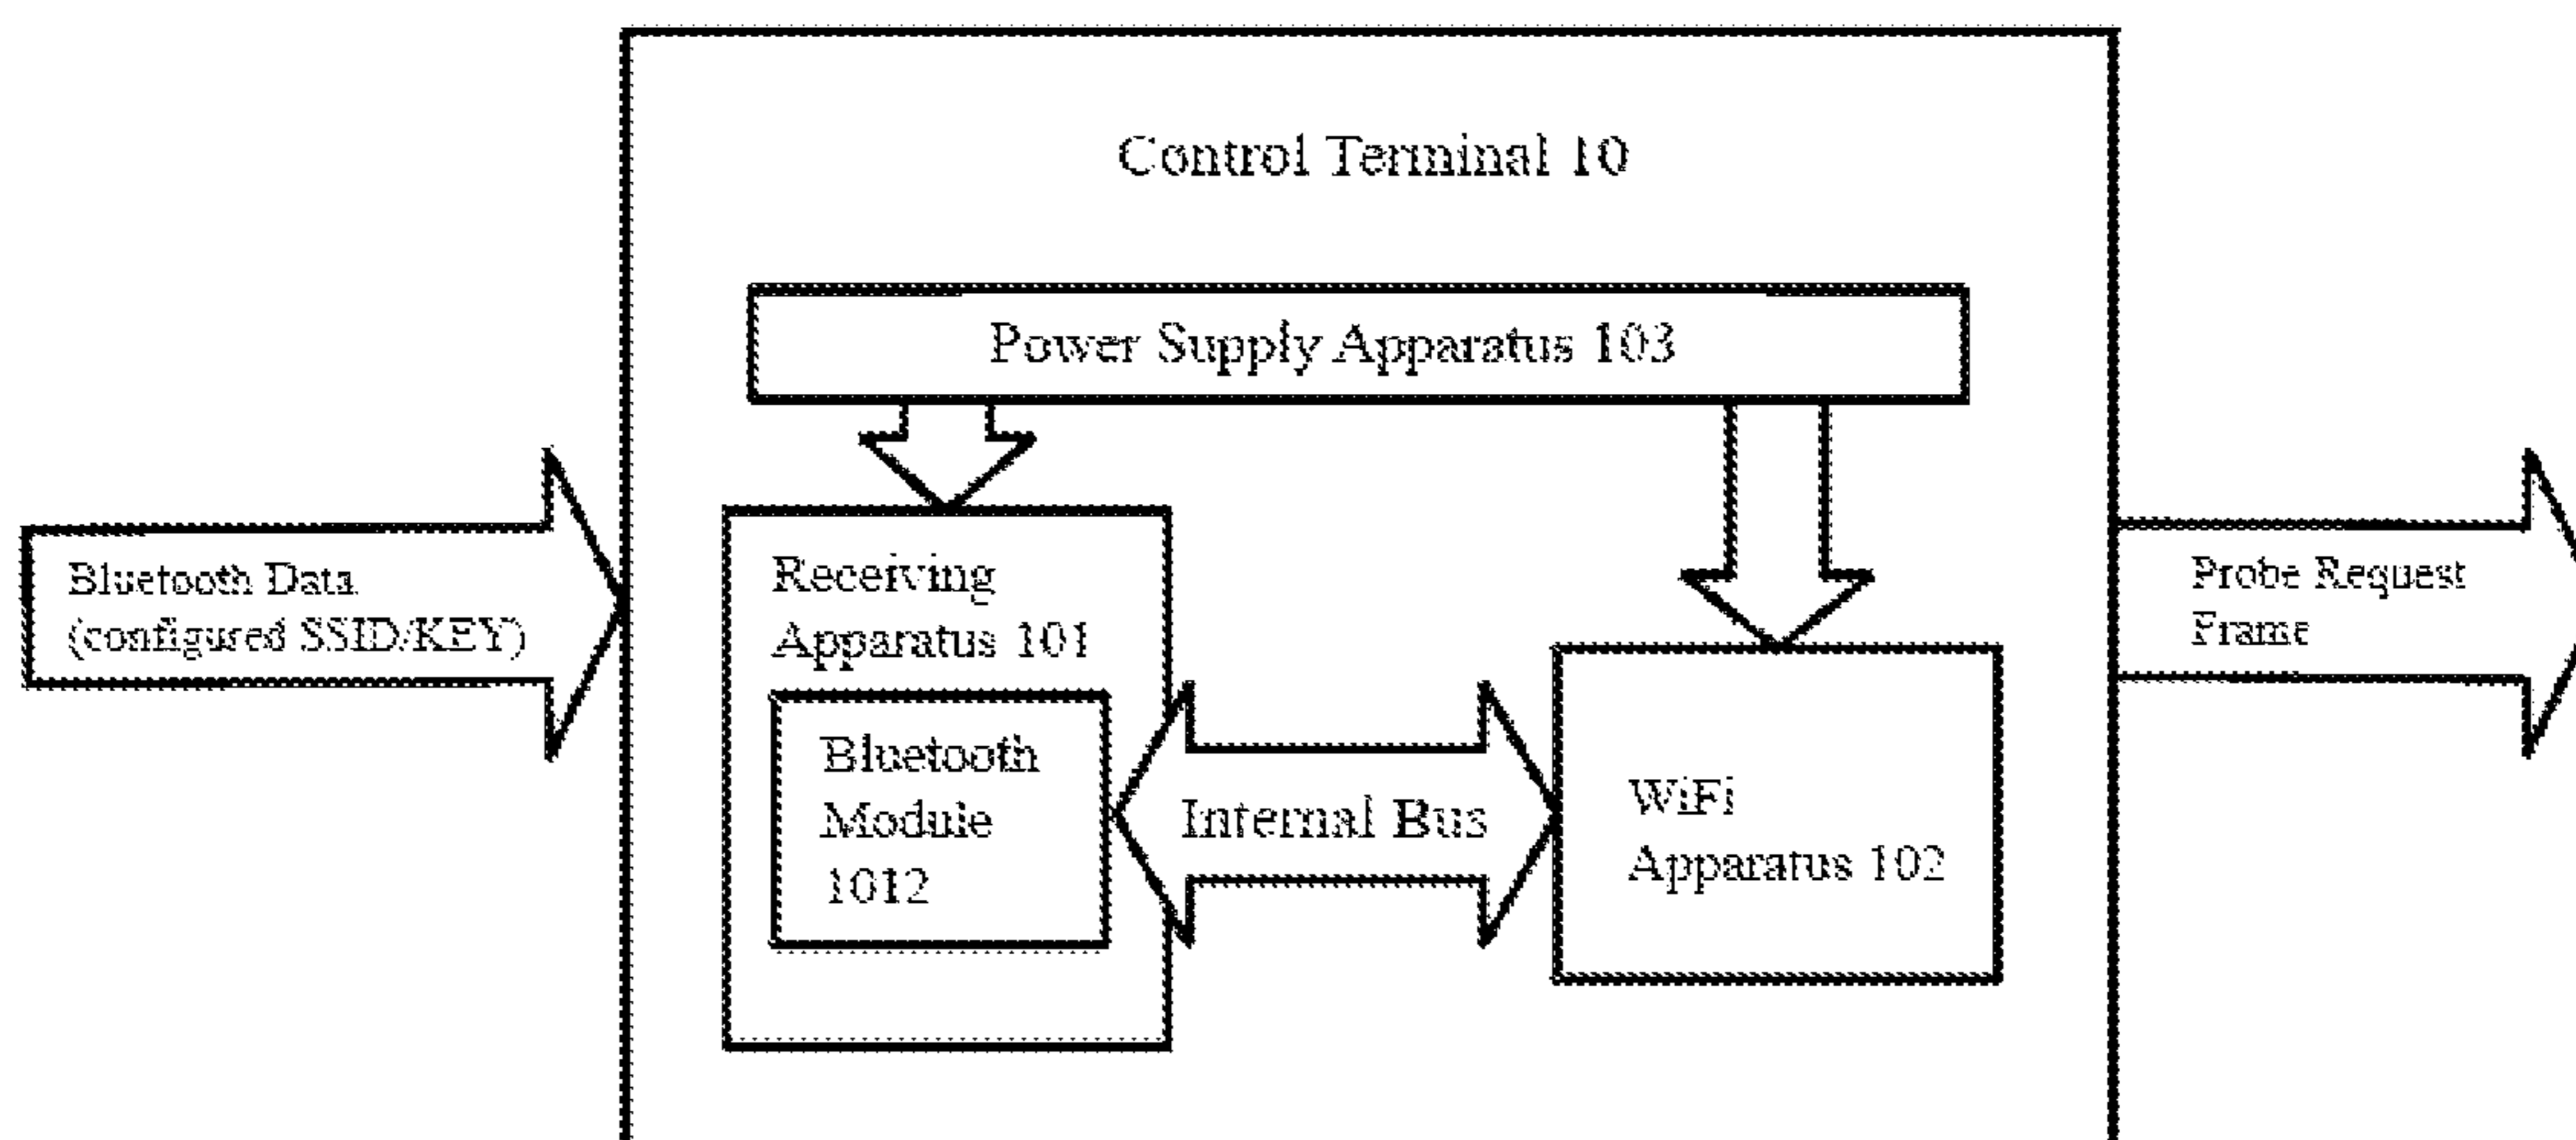 Control Terminal 10
Power Supply Apparatus 103
Bluetooth Data
(configured SSID/KEY)
Receiving
Apparatus 101
Bluetooth
Module
1012
Internal Bus
WiFi
Apparatus 102
Probe Request
Frame